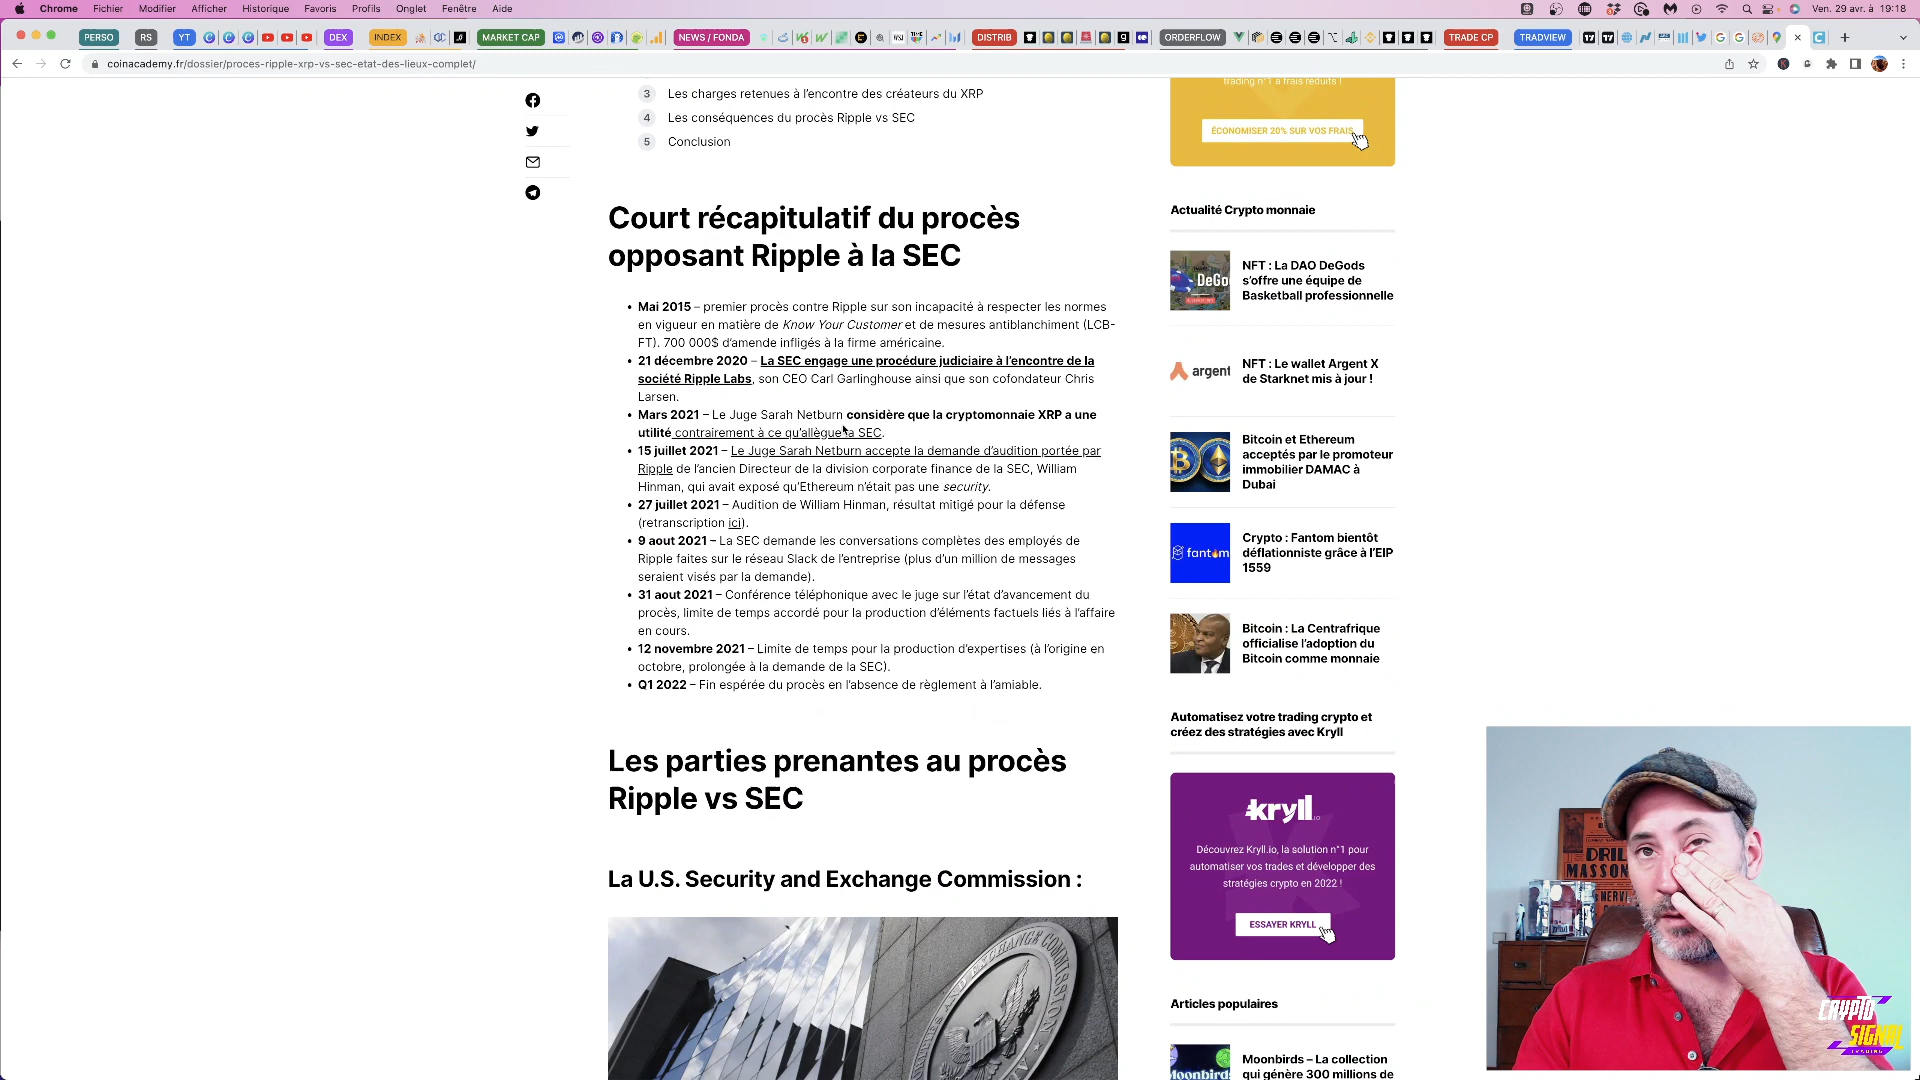 Chrome Fichier Modifier Afficher Historique Favoris Profils Onglet Fenêtre Aide
Ven. 29 avr. à 19:18
PERSO RS YT DEX INDEX MARKET CAP NEWS / FONDA DISTRIB ORDERFLOW TRADE CP TRADVIEW
coinacademy.fr/dossier/proces-ripple-xrp-vs-sec-etat-des-lieux-complet/
3 Les charges retenues à l’encontre des créateurs du XRP
4 Les conséquences du procès Ripple vs SEC
5 Conclusion
Court récapitulatif du procès
opposant Ripple à la SEC
• Mai 2015 – premier procès contre Ripple sur son incapacité à respecter les normes
en vigueur en matière de Know Your Customer et de mesures antiblanchiment (LCB-
FT). 700 000$ d’amende infligés à la firme américaine.
• 21 décembre 2020 – La SEC engage une procédure judiciaire à l’encontre de la
société Ripple Labs, son CEO Carl Garlinghouse ainsi que son cofondateur Chris
Larsen.
• Mars 2021 – Le Juge Sarah Netburn considère que la cryptomonnaie XRP a une
utilité contrairement à ce qu’allègue la SEC.
• 15 juillet 2021 – Le Juge Sarah Netburn accepte la demande d’audition portée par
Ripple de l’ancien Directeur de la division corporate finance de la SEC, William
Hinman, qui avait exposé qu’Ethereum n’était pas une security.
• 27 juillet 2021 – Audition de William Hinman, résultat mitigé pour la défense
(retranscription ici).
• 9 aout 2021 – La SEC demande les conversations complètes des employés de
Ripple faites sur le réseau Slack de l’entreprise (plus d’un million de messages
seraient visés par la demande).
• 31 aout 2021 – Conférence téléphonique avec le juge sur l’état d’avancement du
procès, limite de temps accordé pour la production d’éléments factuels liés à l’affaire
en cours.
• 12 novembre 2021 – Limite de temps pour la production d’expertises (à l’origine en
octobre, prolongée à la demande de la SEC).
• Q1 2022 – Fin espérée du procès en l’absence de règlement à l’amiable.
Les parties prenantes au procès
Ripple vs SEC
La U.S. Security and Exchange Commission :
trading n°1 à frais réduits !
ÉCONOMISER 20% SUR VOS FRAIS
Actualité Crypto monnaie
NFT : La DAO DeGods
s’offre une équipe de
Basketball professionnelle
argent
NFT : Le wallet Argent X
de Starknet mis à jour !
Bitcoin et Ethereum
acceptés par le promoteur
immobilier DAMAC à
Dubai
fantom
Crypto : Fantom bientôt
déflationniste grâce à l’EIP
1559
Bitcoin : La Centrafrique
officialise l’adoption du
Bitcoin comme monnaie
Automatisez votre trading crypto et
créez des stratégies avec Kryll
kryll.io
Découvrez Kryll.io, la solution n°1 pour
automatiser vos trades et développer des
stratégies crypto en 2022 !
ESSAYER KRYLL
Articles populaires
Moonbirds – La collection
qui génère 300 millions de
DRIL
MASSON
CRYPTO
SIGNAL
TRADING